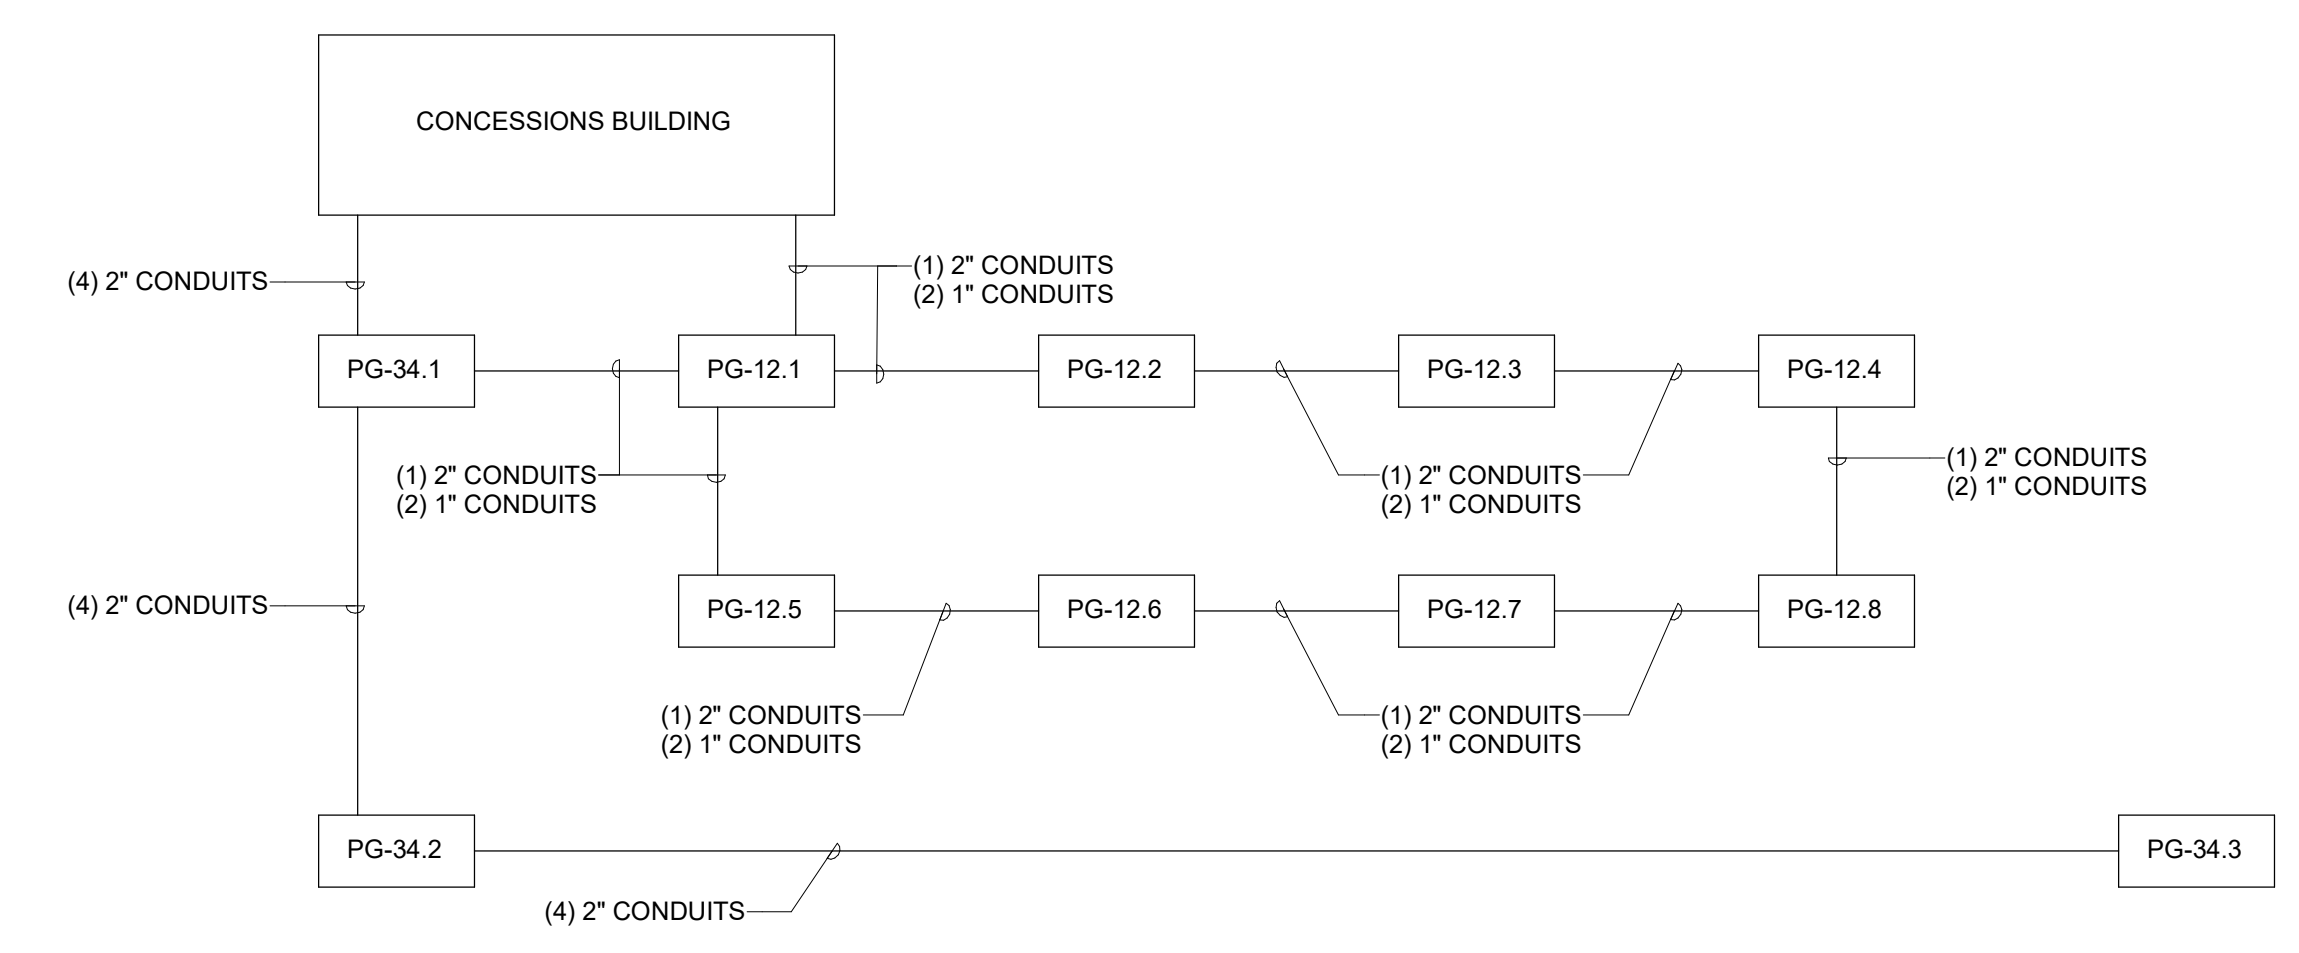 CONCESSIONS BUILDING
(4) 2" CONDUITS
(1) 2" CONDUITS
(2) 1" CONDUITS
PG-34.1
PG-12.1
PG-12.2
PG-12.3
PG-12.4
(1) 2" CONDUITS
(2) 1" CONDUITS
(1) 2" CONDUITS
(2) 1" CONDUITS
(1) 2" CONDUITS
(2) 1" CONDUITS
(4) 2" CONDUITS
PG-12.5
PG-12.6
PG-12.7
PG-12.8
(1) 2" CONDUITS
(2) 1" CONDUITS
(1) 2" CONDUITS
(2) 1" CONDUITS
PG-34.2
PG-34.3
(4) 2" CONDUITS